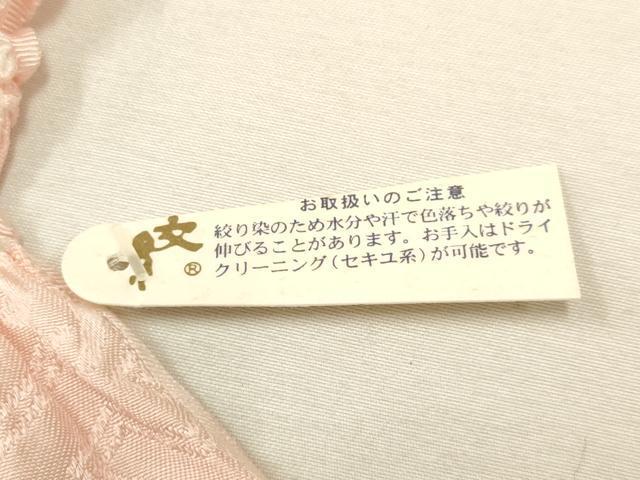 お取扱いのご注意
絞り染のため水分や汗で色落ちや絞りが
伸びることがあります。お手入はドライ
クリーニング(セキユ系)が可能です。
®